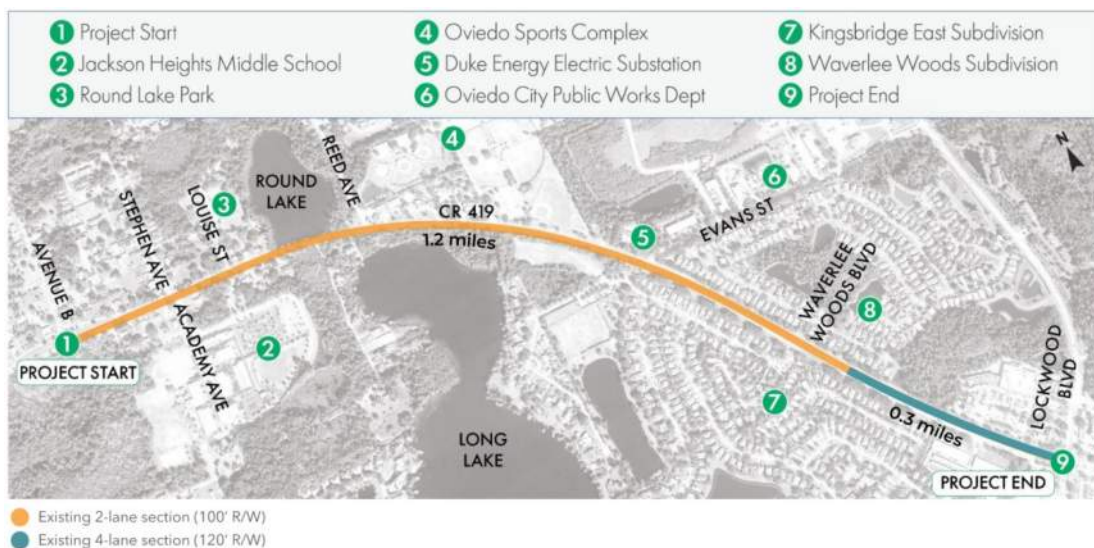 1 Project Start
2 Jackson Heights Middle School
3 Round Lake Park
4 Oviedo Sports Complex
5 Duke Energy Electric Substation
6 Oviedo City Public Works Dept
7 Kingsbridge East Subdivision
8 Waverlee Woods Subdivision
9 Project End
N
4
REED AVE
ROUND
LAKE
LOUISE ST
3
STEPHEN AVE
AVENUE B
CR 419
1.2 miles
6
EVANS ST
5
WAVERLEE
WOODS BLVD
8
1
PROJECT START
ACADEMY AVE
2
7
LOCKWOOD
BLVD
0.3 miles
LONG
LAKE
9
PROJECT END
Existing 2-lane section (100' R/W)
Existing 4-lane section (120' R/W)